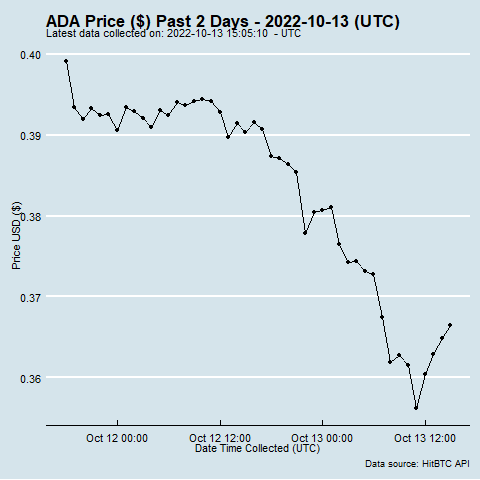 ADA Price ($) Past 2 Days - 2022-10-13 (UTC)
Latest data collected on: 2022-10-13 15:05:10 - UTC
0.40
0.39
0.38
0.37
0.36
Price USD ($)
Oct 12 00:00 Oct 12 12:00 Oct 13 00:00 Oct 13 12:00
Date Time Collected (UTC)
Data source: HitBTC API